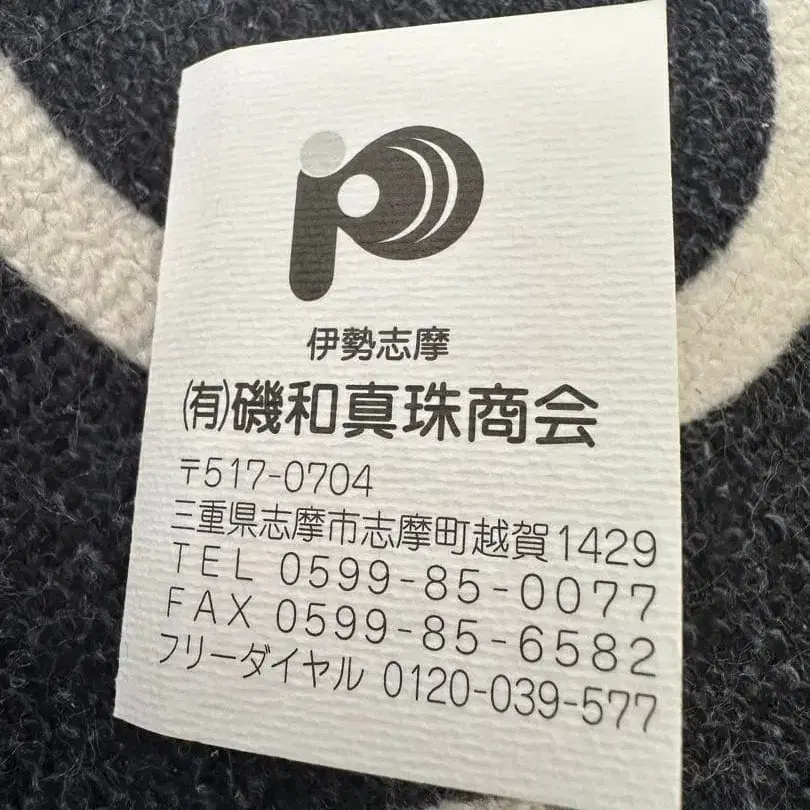 伊勢志摩
(有)磯和真珠商会
〒517-0704
三重県志摩市志摩町越賀1429
TEL 0599-85-0077
FAX 0599-85-6582
フリーダイヤル 0120-039-577